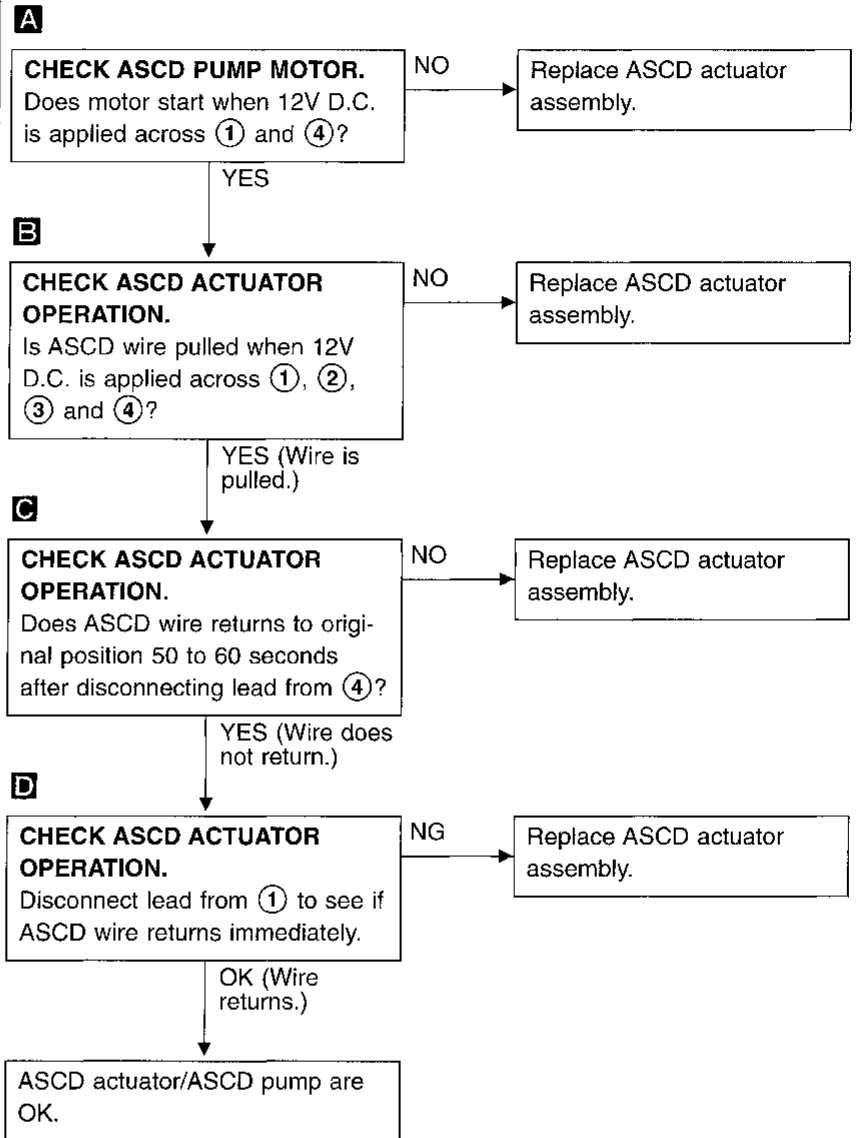 A
CHECK ASCD PUMP MOTOR.
Does motor start when 12V D.C.
is applied across ① and ④?
NO
Replace ASCD actuator
assembly.
YES
B
CHECK ASCD ACTUATOR
OPERATION.
Is ASCD wire pulled when 12V
D.C. is applied across ①, ②,
③ and ④?
NO
Replace ASCD actuator
assembly.
YES (Wire is
pulled.)
C
CHECK ASCD ACTUATOR
OPERATION.
Does ASCD wire returns to origi-
nal position 50 to 60 seconds
after disconnecting lead from ④?
NO
Replace ASCD actuator
assembly.
YES (Wire does
not return.)
D
CHECK ASCD ACTUATOR
OPERATION.
Disconnect lead from ① to see if
ASCD wire returns immediately.
NG
Replace ASCD actuator
assembly.
OK (Wire
returns.)
ASCD actuator/ASCD pump are
OK.